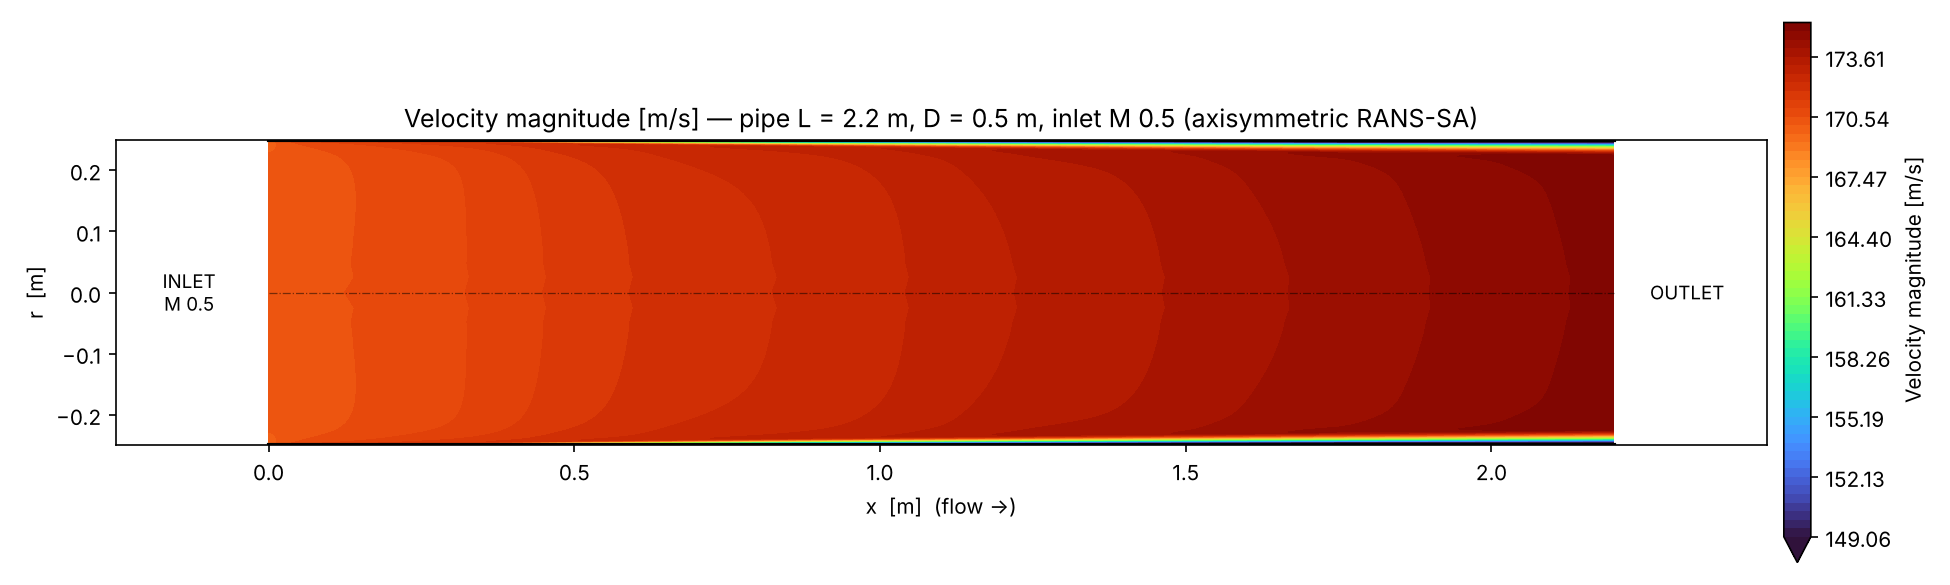 Velocity magnitude [m/s] — pipe L = 2.2 m, D = 0.5 m, inlet M 0.5 (axisymmetric RANS-SA)
r [m]
0.2
0.1
0.0
−0.1
−0.2
INLET
M 0.5
OUTLET
0.0 0.5 1.0 1.5 2.0
x [m] (flow →)
173.61
170.54
167.47
164.40
161.33
158.26
155.19
152.13
149.06
Velocity magnitude [m/s]